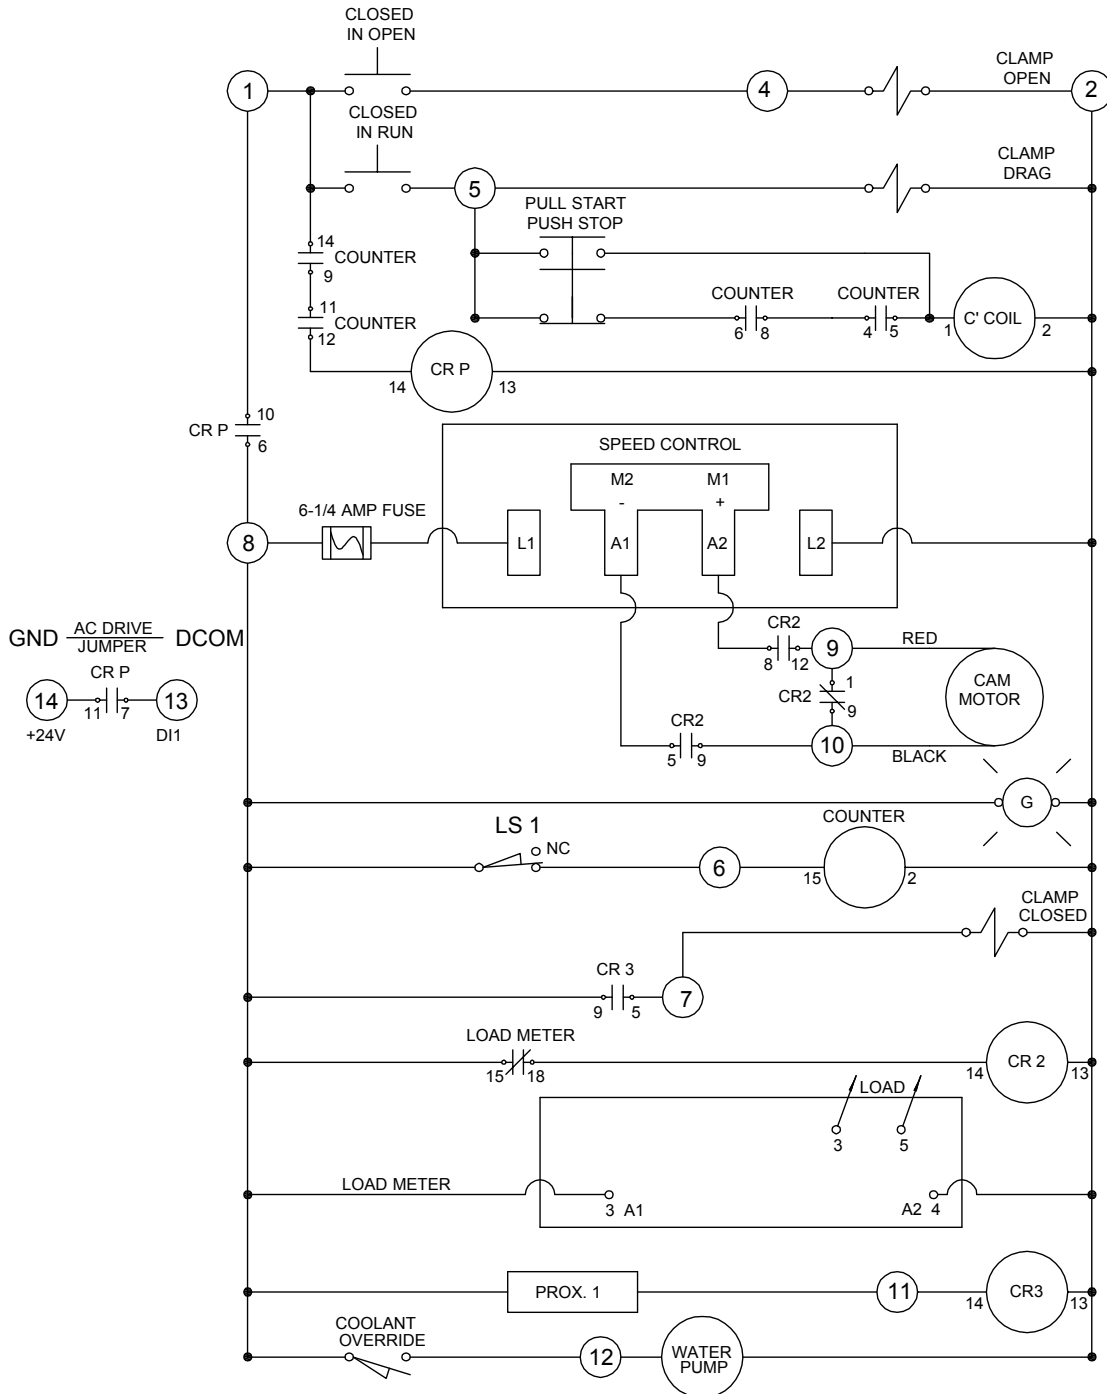 CLOSED
IN OPEN
1
4
CLAMP
OPEN
2
CLOSED
IN RUN
5
CLAMP
DRAG
PULL START
PUSH STOP
14
COUNTER
9
11
COUNTER
12
COUNTER
6 8
COUNTER
4 5
1 C' COIL 2
14 CR P 13
10
CR P
6
SPEED CONTROL
M2 M1
- +
6-1/4 AMP FUSE
8
L1
A1
A2
L2
GND AC DRIVE DCOM
JUMPER
CR P
14 11 7 13
+24V DI1
CR2
8 12
9
RED
1
CR2
9
CAM
MOTOR
CR2
5 9
10
BLACK
G
LS 1
NC
COUNTER
6
15 2
CLAMP
CLOSED
CR 3
9 5
7
LOAD METER
15 18
14 CR 2 13
LOAD
3 5
LOAD METER
3 A1
A2 4
PROX. 1
11
14 CR3 13
COOLANT
OVERRIDE
12
WATER
PUMP